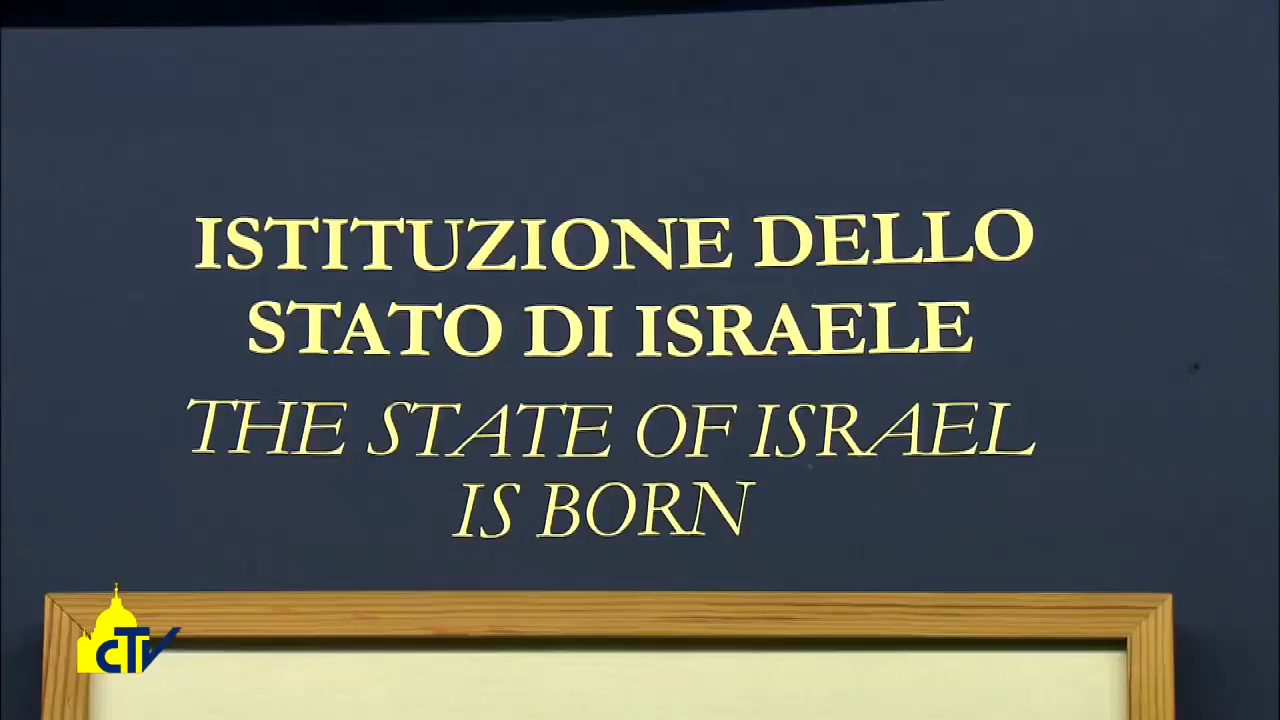 ISTITUZIONE DELLO
STATO DI ISRAELE
THE STATE OF ISRAEL
IS BORN
CTV